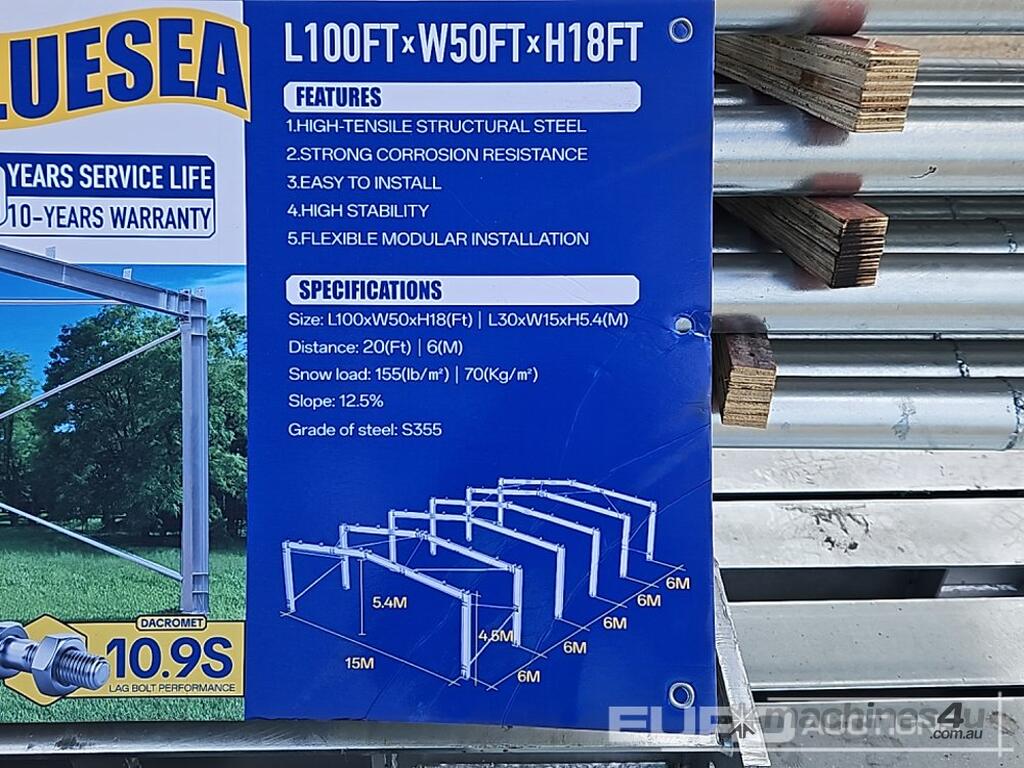 LUESEA
YEARS SERVICE LIFE
10-YEARS WARRANTY
DACROMET
10.9S
LAG BOLT PERFORMANCE
L100FT×W50FT×H18FT
FEATURES
1.HIGH-TENSILE STRUCTURAL STEEL
2.STRONG CORROSION RESISTANCE
3.EASY TO INSTALL
4.HIGH STABILITY
5.FLEXIBLE MODULAR INSTALLATION
SPECIFICATIONS
Size: L100xW50xH18(Ft) | L30xW15xH5.4(M)
Distance: 20(Ft) | 6(M)
Snow load: 155(lb/m²) | 70(Kg/m²)
Slope: 12.5%
Grade of steel: S355
5.4M
4.5M
15M
6M
6M
6M
6M
6M
EURO AUCTIONS
machines4u
.com.au